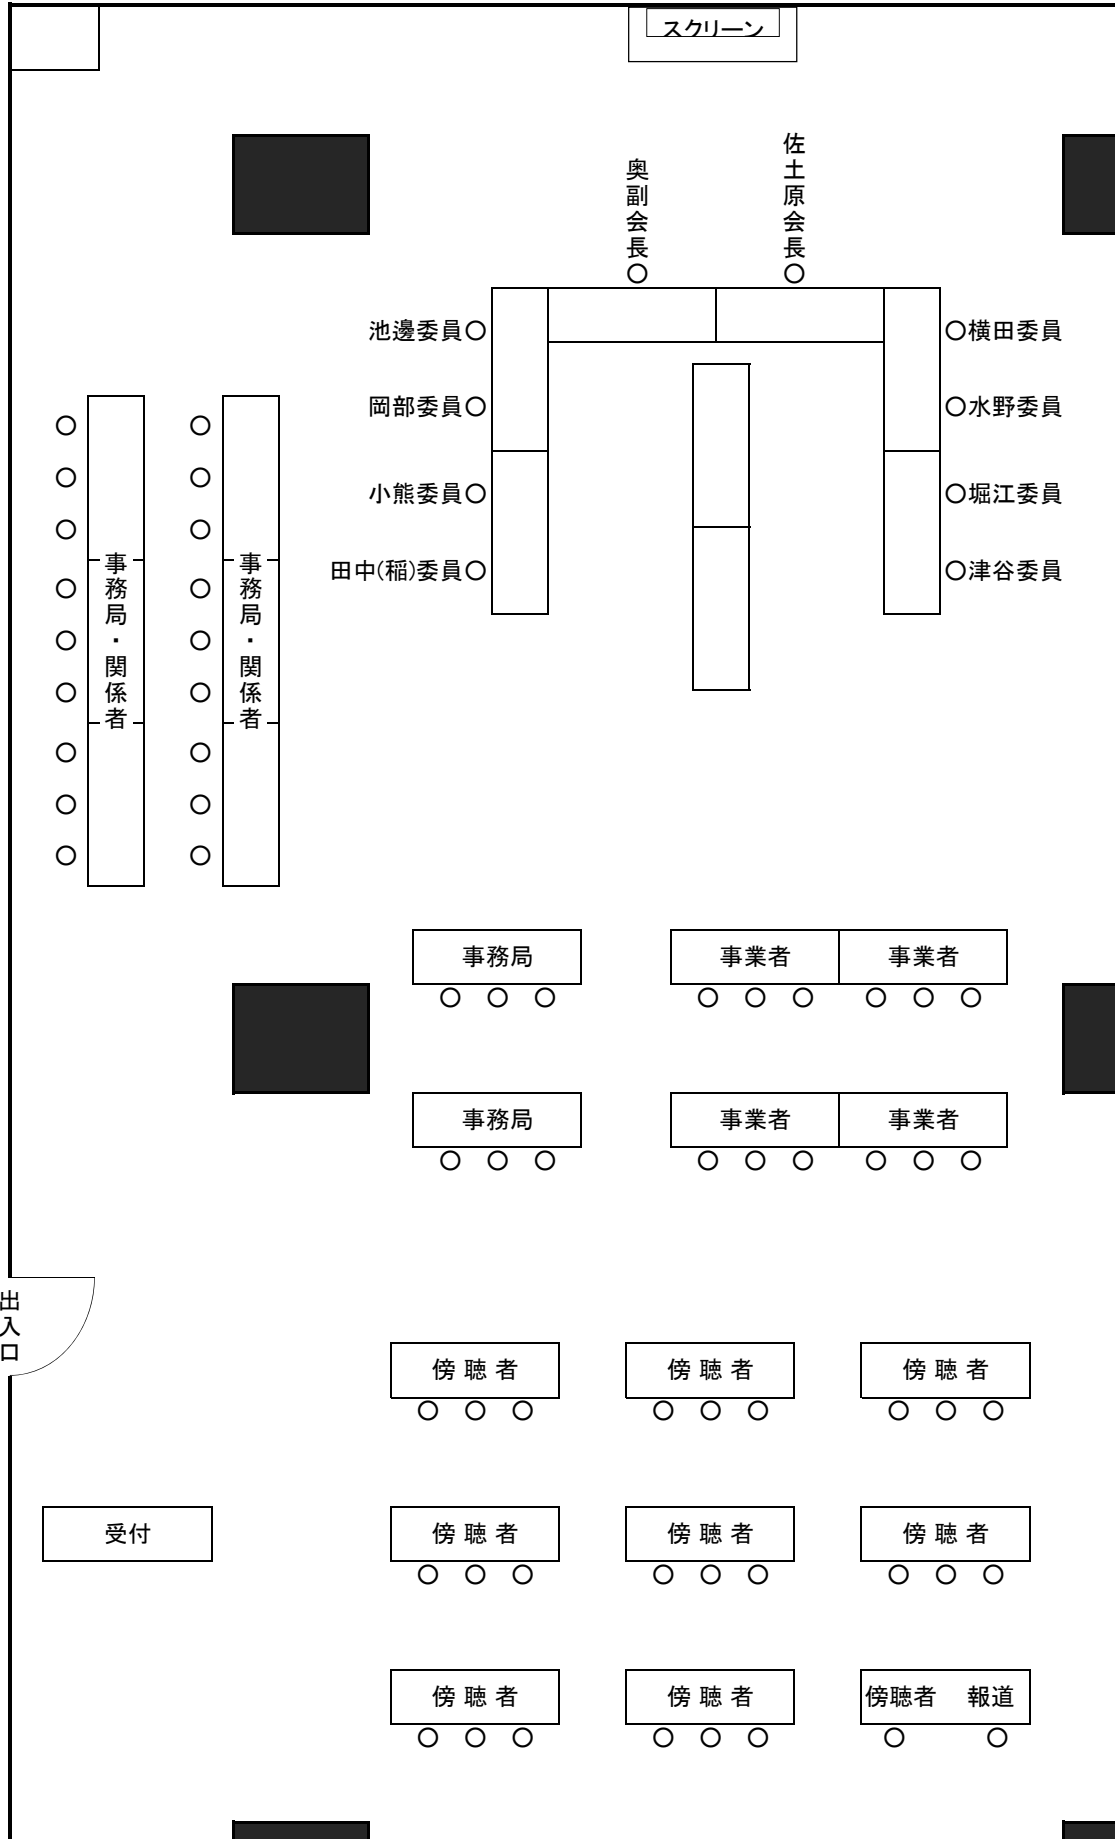 スクリーン
佐土原会長○
奥副会長○
池邊委員○
○横田委員
岡部委員○
○水野委員
小熊委員○
○堀江委員
田中(稲)委員○
○津谷委員
事務局・関係者
事務局・関係者
事務局
事業者
事業者
事務局
事業者
事業者
出入口
傍聴者
傍聴者
傍聴者
受付
傍聴者
傍聴者
傍聴者
傍聴者
傍聴者
傍聴者 報道